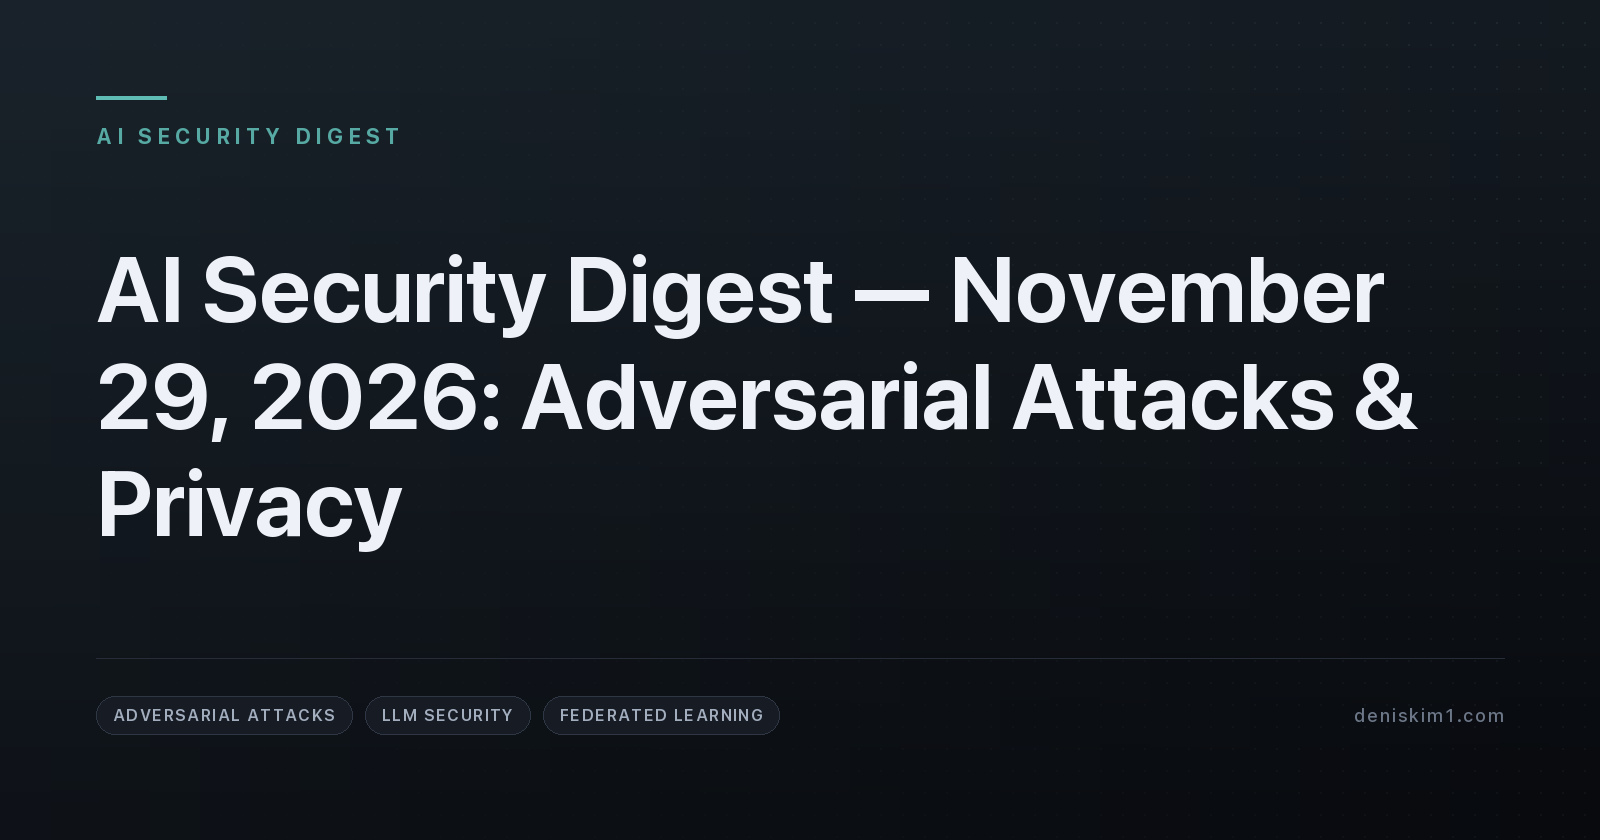 AI SECURITY DIGEST
AI Security Digest — November
29, 2026: Adversarial Attacks &
Privacy
ADVERSARIAL ATTACKS
LLM SECURITY
FEDERATED LEARNING
deniskim1.com